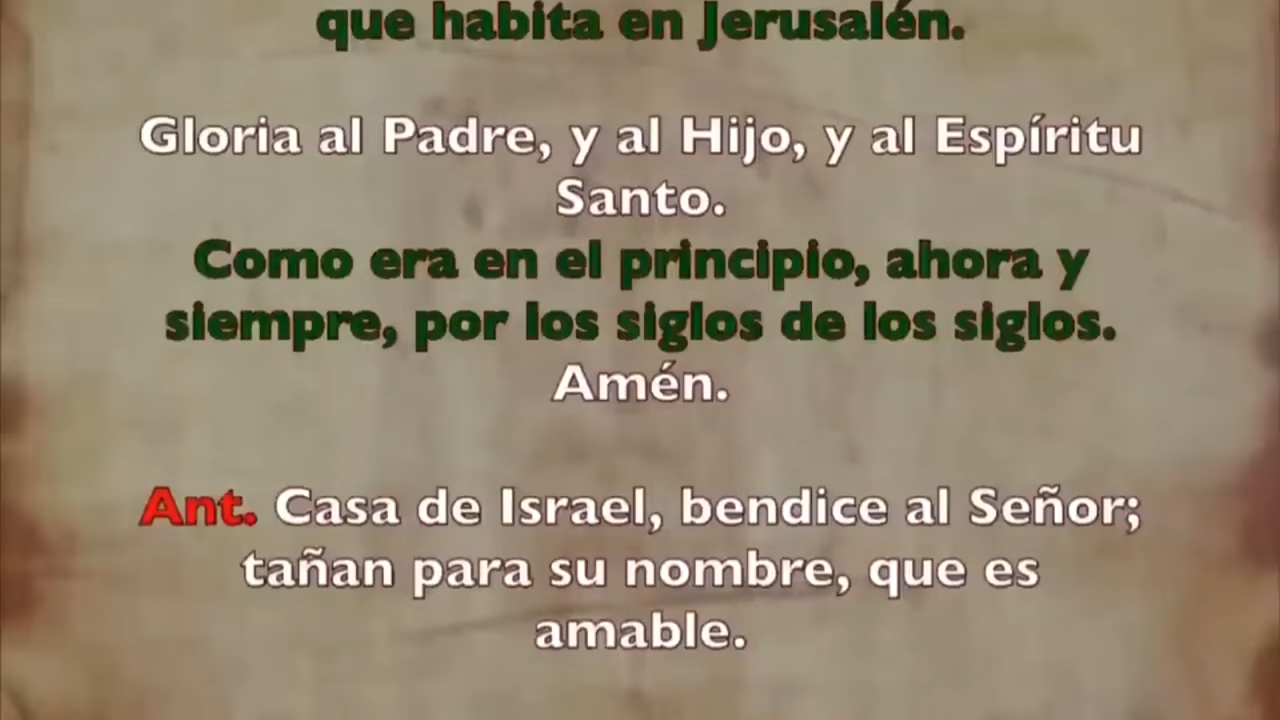 que habita en Jerusalén.
Gloria al Padre, y al Hijo, y al Espíritu
Santo.
Como era en el principio, ahora y
siempre, por los siglos de los siglos.
Amén.
Ant. Casa de Israel, bendice al Señor;
tañan para su nombre, que es
amable.